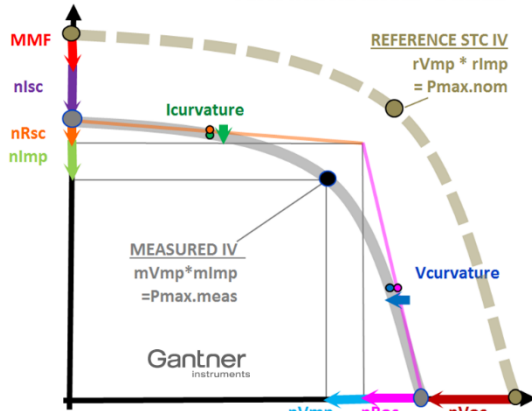 MMF
REFERENCE STC IV
rVmp * rImp
= Pmax.nom
nIsc
Icurvature
nRsc
nImp
MEASURED IV
mVmp*mImp
=Pmax.meas
Vcurvature
Gantner
instruments
nVmp nRoc nVoc